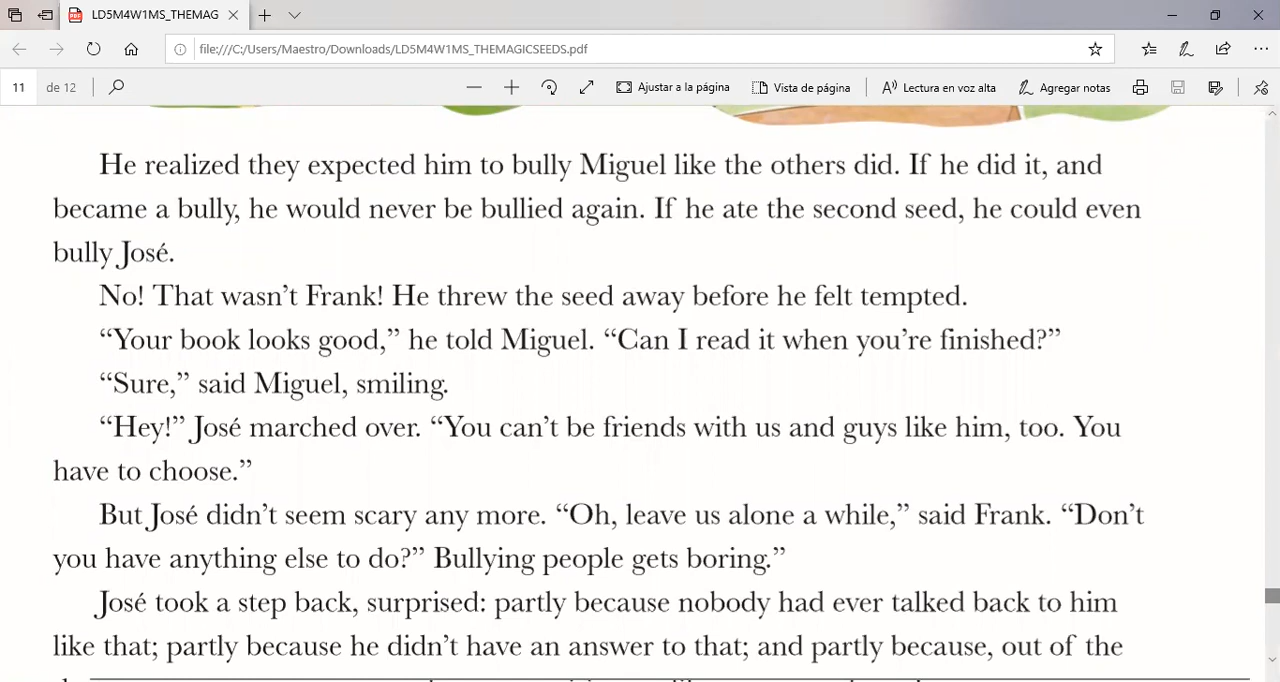 LD5M4W1MS_THEMAG
file:///C:/Users/Maestro/Downloads/LD5M4W1MS_THEMAGICSEEDS.pdf
11 de 12 Ajustar a la página Vista de página Lectura en voz alta Agregar notas
He realized they expected him to bully Miguel like the others did. If he did it, and
became a bully, he would never be bullied again. If he ate the second seed, he could even
bully José.
No! That wasn’t Frank! He threw the seed away before he felt tempted.
“Your book looks good,” he told Miguel. “Can I read it when you’re finished?”
“Sure,” said Miguel, smiling.
“Hey!” José marched over. “You can’t be friends with us and guys like him, too. You
have to choose.”
But José didn’t seem scary any more. “Oh, leave us alone a while,” said Frank. “Don’t
you have anything else to do?” Bullying people gets boring.”
José took a step back, surprised: partly because nobody had ever talked back to him
like that; partly because he didn’t have an answer to that; and partly because, out of the